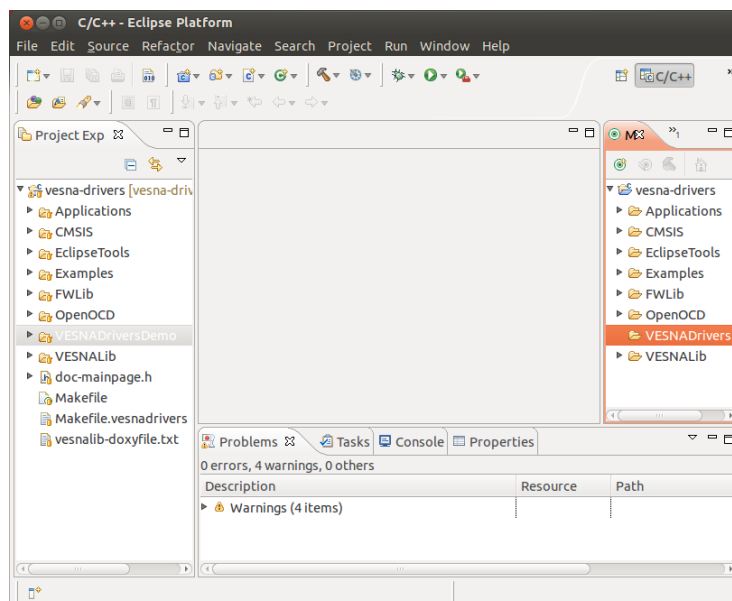 C/C++ - Eclipse Platform
File Edit Source Refactor Navigate Search Project Run Window Help
C/C++
Project Exp
vesna-drivers [vesna-driv
Applications
CMSIS
EclipseTools
Examples
FWLib
OpenOCD
VESNADriversDemo
VESNALib
doc-mainpage.h
Makefile
Makefile.vesnadrivers
vesnalib-doxyfile.txt
M
1
vesna-drivers
Applications
CMSIS
EclipseTools
Examples
FWLib
OpenOCD
VESNADrivers
VESNALib
Problems Tasks Console Properties
0 errors, 4 warnings, 0 others
Description Resource Path
Warnings (4 items)